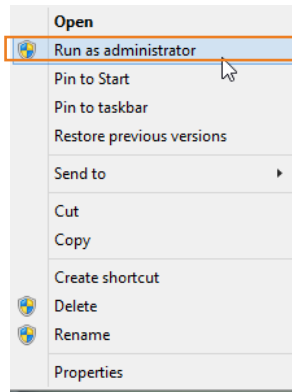 Open
Run as administrator
Pin to Start
Pin to taskbar
Restore previous versions
Send to
Cut
Copy
Create shortcut
Delete
Rename
Properties